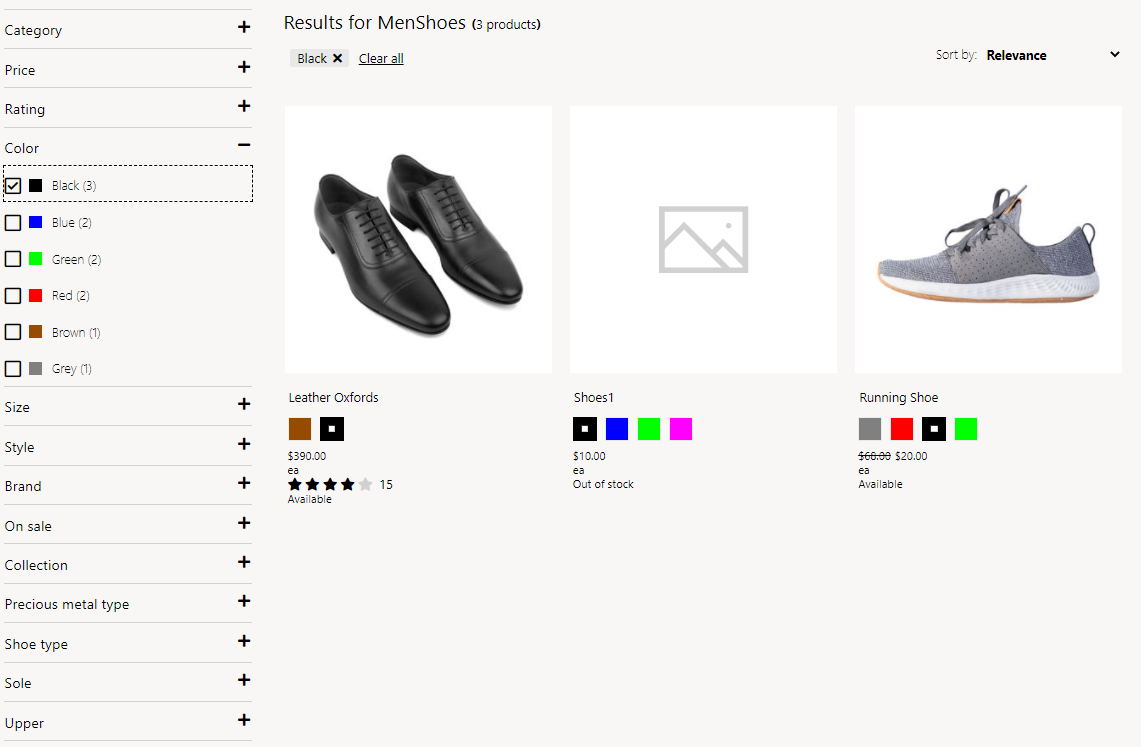 Category
Price
Rating
Color
Black (3)
Blue (2)
Green (2)
Red (2)
Brown (1)
Grey (1)
Size
Style
Brand
On sale
Collection
Precious metal type
Shoe type
Sole
Upper
Results for MenShoes (3 products)
Black ✕ Clear all
Sort by: Relevance
Leather Oxfords
$390.00
ea
15
Available
Shoes1
$10.00
ea
Out of stock
Running Shoe
$68.00 $20.00
ea
Available